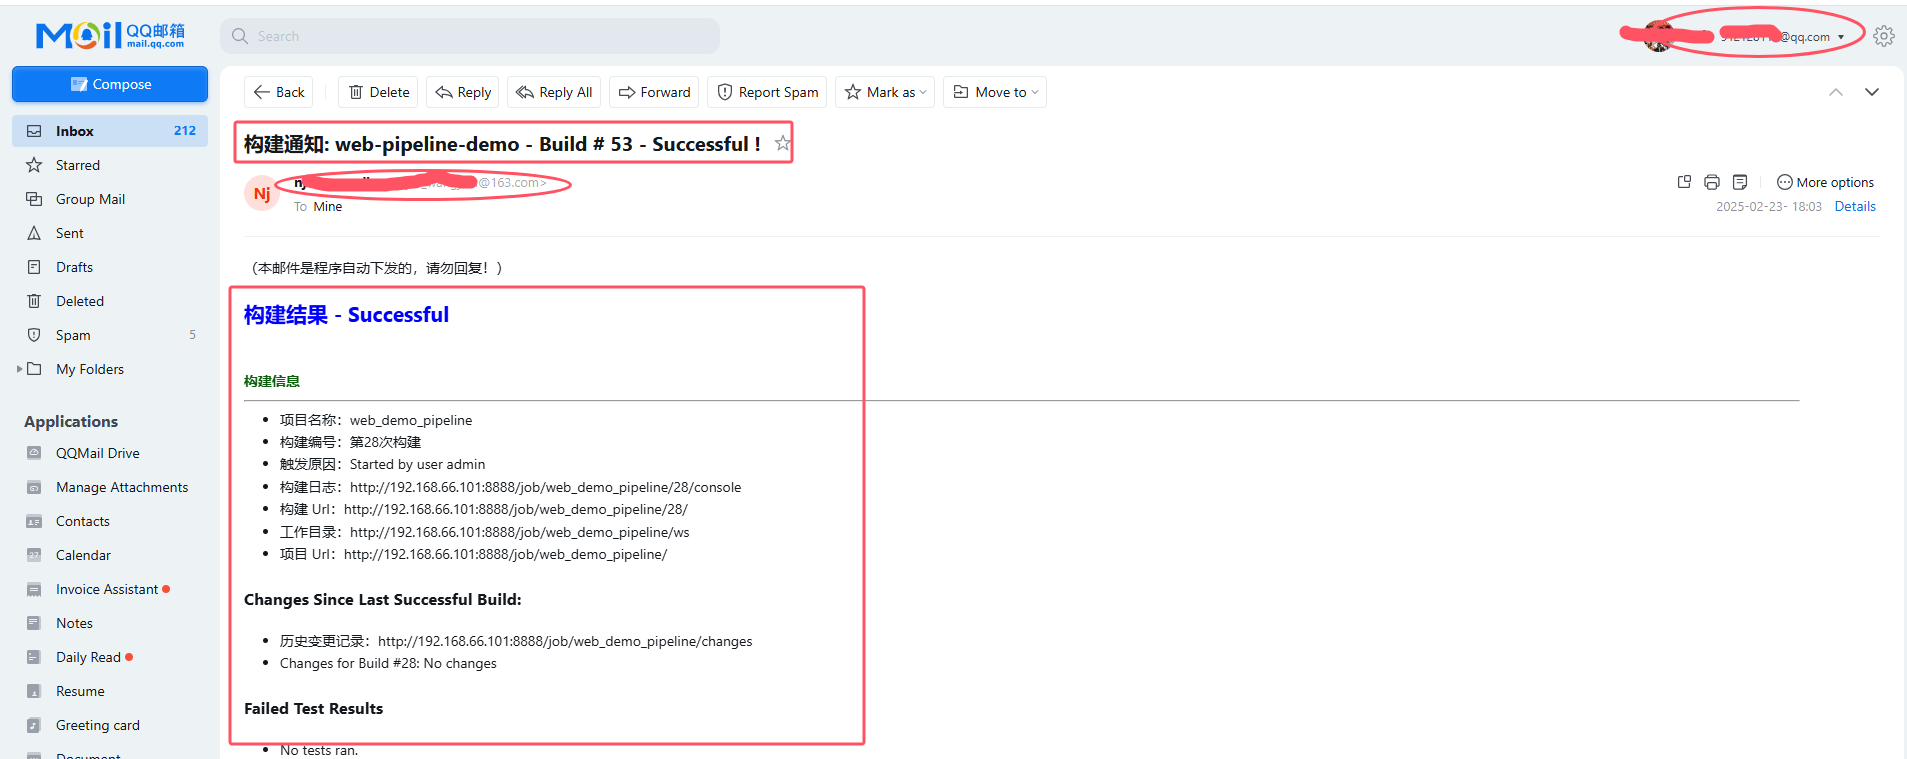 Mail QQ邮箱
mail.qq.com
Search
@qq.com
Compose
Back
Delete
Reply
Reply All
Forward
Report Spam
Mark as
Move to
Inbox 212
Starred
Group Mail
Sent
Drafts
Deleted
Spam 5
My Folders
Applications
QQMail Drive
Manage Attachments
Contacts
Calendar
Invoice Assistant
Notes
Daily Read
Resume
Greeting card
Document
构建通知: web-pipeline-demo - Build # 53 - Successful !
Nj
@163.com>
To Mine
More options
2025-02-23- 18:03 Details
（本邮件是程序自动下发的，请勿回复！）
构建结果 - Successful
构建信息
项目名称：web_demo_pipeline
构建编号：第28次构建
触发原因：Started by user admin
构建日志：http://192.168.66.101:8888/job/web_demo_pipeline/28/console
构建 Url：http://192.168.66.101:8888/job/web_demo_pipeline/28/
工作目录：http://192.168.66.101:8888/job/web_demo_pipeline/ws
项目 Url：http://192.168.66.101:8888/job/web_demo_pipeline/
Changes Since Last Successful Build:
历史变更记录：http://192.168.66.101:8888/job/web_demo_pipeline/changes
Changes for Build #28: No changes
Failed Test Results
No tests ran.